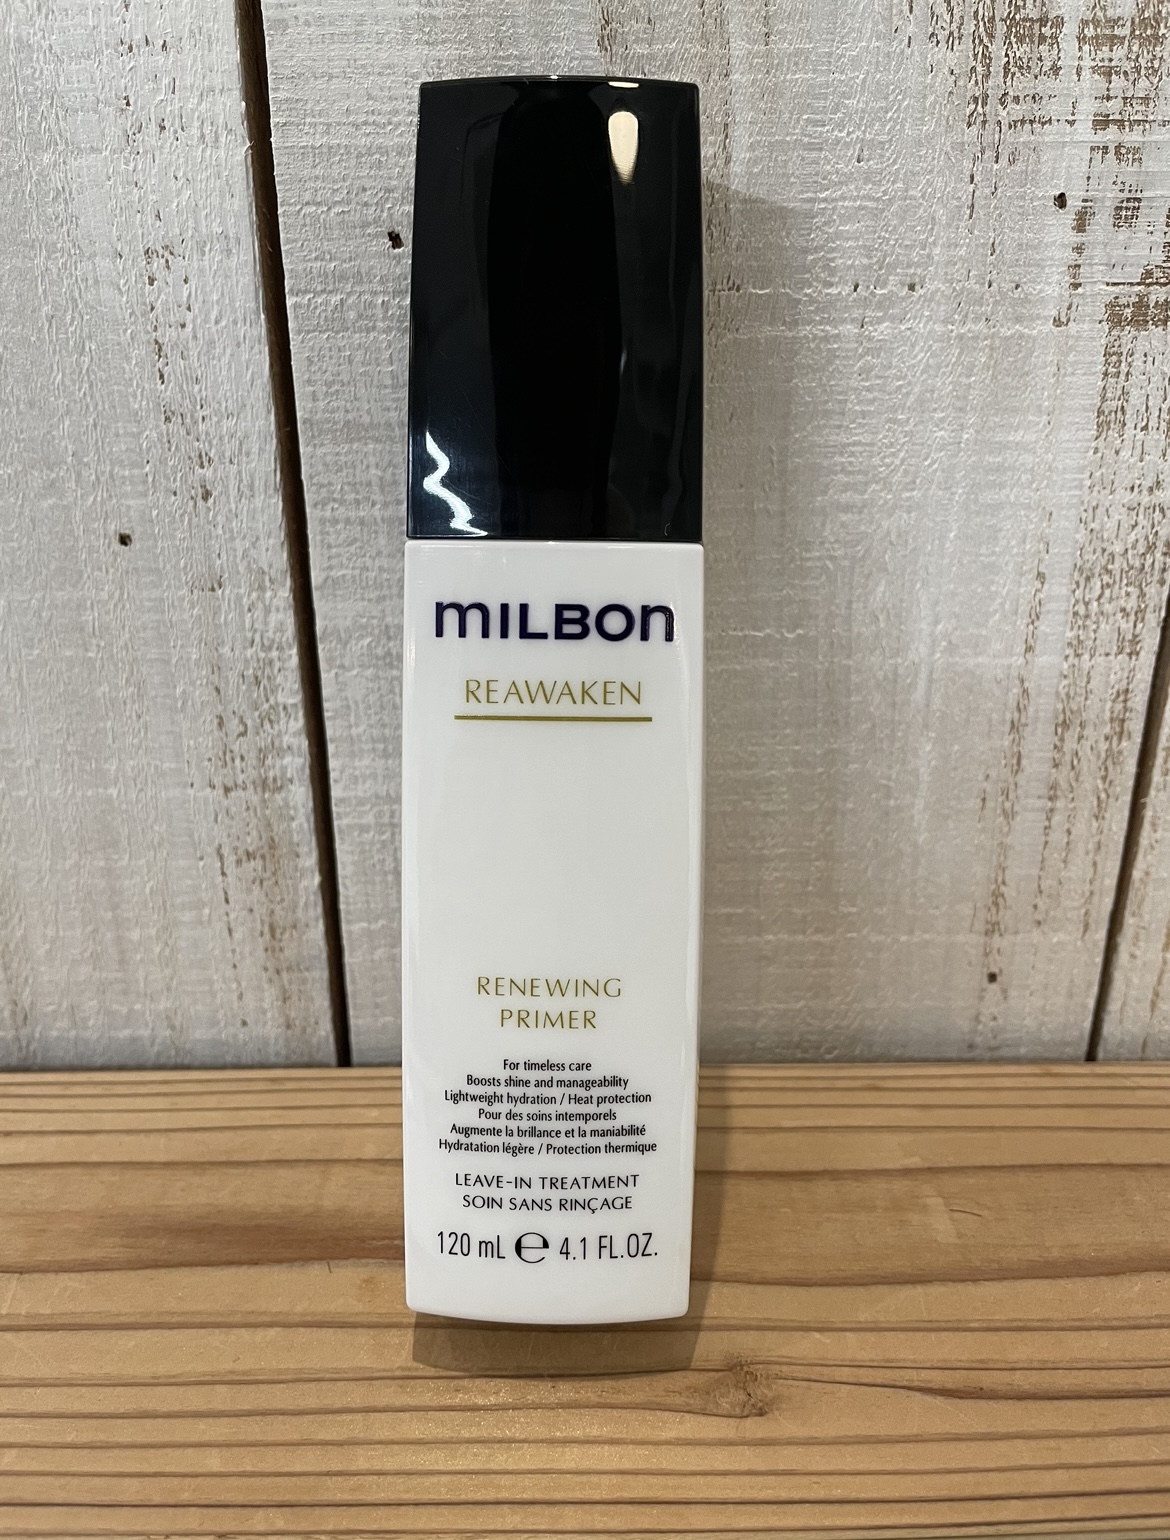 MILBON
REAWAKEN
RENEWING
PRIMER
For timeless care
Boosts shine and manageability
Lightweight hydration / Heat protection
Pour des soins intemporels
Augmente la brillance et la maniabilité
Hydratation légère / Protection thermique
LEAVE-IN TREATMENT
SOIN SANS RINÇAGE
120 mL ℮ 4.1 FL.OZ.